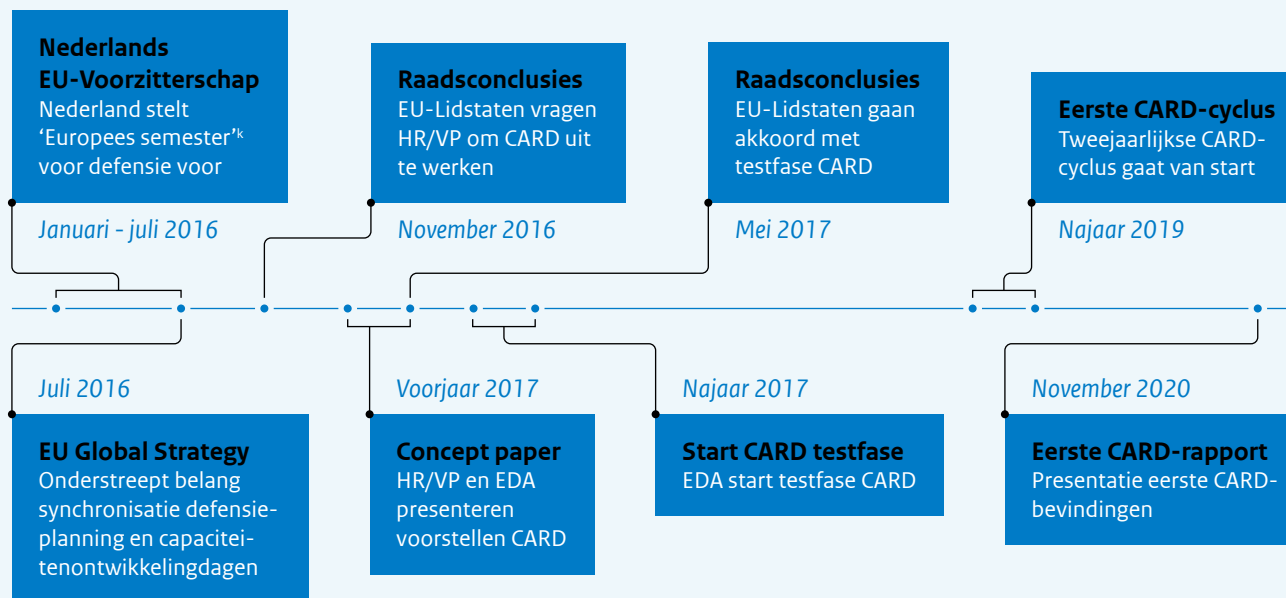 Nederlands
EU-Voorzitterschap
Nederland stelt
‘Europees semester’ᵏ
voor defensie voor
Januari - juli 2016
Raadsconclusies
EU-Lidstaten vragen
HR/VP om CARD uit
te werken
November 2016
Raadsconclusies
EU-Lidstaten gaan
akkoord met
testfase CARD
Mei 2017
Eerste CARD-cyclus
Tweejaarlijkse CARD-
cyclus gaat van start
Najaar 2019
Juli 2016
EU Global Strategy
Onderstreept belang
synchronisatie defensie-
planning en capacitei-
tenontwikkelingdagen
Voorjaar 2017
Concept paper
HR/VP en EDA
presenteren
voorstellen CARD
Najaar 2017
Start CARD testfase
EDA start testfase CARD
November 2020
Eerste CARD-rapport
Presentatie eerste CARD-
bevindingen